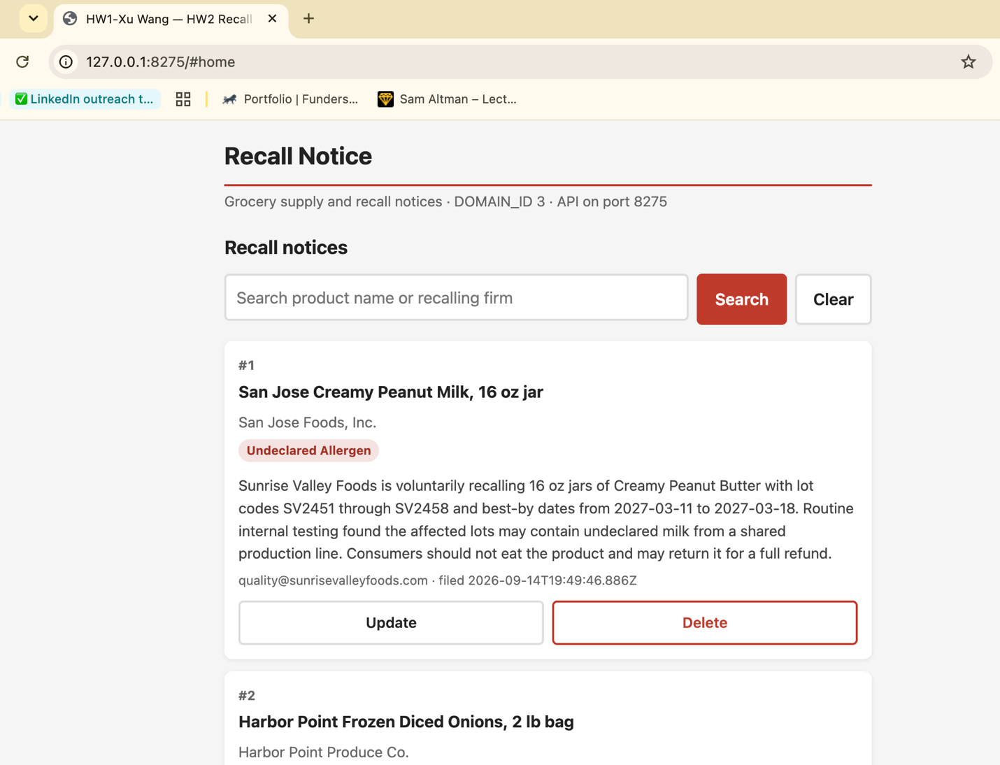 HW1-Xu Wang — HW2 Recall
127.0.0.1:8275/#home
LinkedIn outreach t...
Portfolio | Funders...
Sam Altman – Lect...
Recall Notice
Grocery supply and recall notices · DOMAIN_ID 3 · API on port 8275
Recall notices
Search product name or recalling firm
Search
Clear
#1
San Jose Creamy Peanut Milk, 16 oz jar
San Jose Foods, Inc.
Undeclared Allergen
Sunrise Valley Foods is voluntarily recalling 16 oz jars of Creamy Peanut Butter with lot
codes SV2451 through SV2458 and best-by dates from 2027-03-11 to 2027-03-18. Routine
internal testing found the affected lots may contain undeclared milk from a shared
production line. Consumers should not eat the product and may return it for a full refund.
quality@sunrisevalleyfoods.com · filed 2026-09-14T19:49:46.886Z
Update
Delete
#2
Harbor Point Frozen Diced Onions, 2 lb bag
Harbor Point Produce Co.